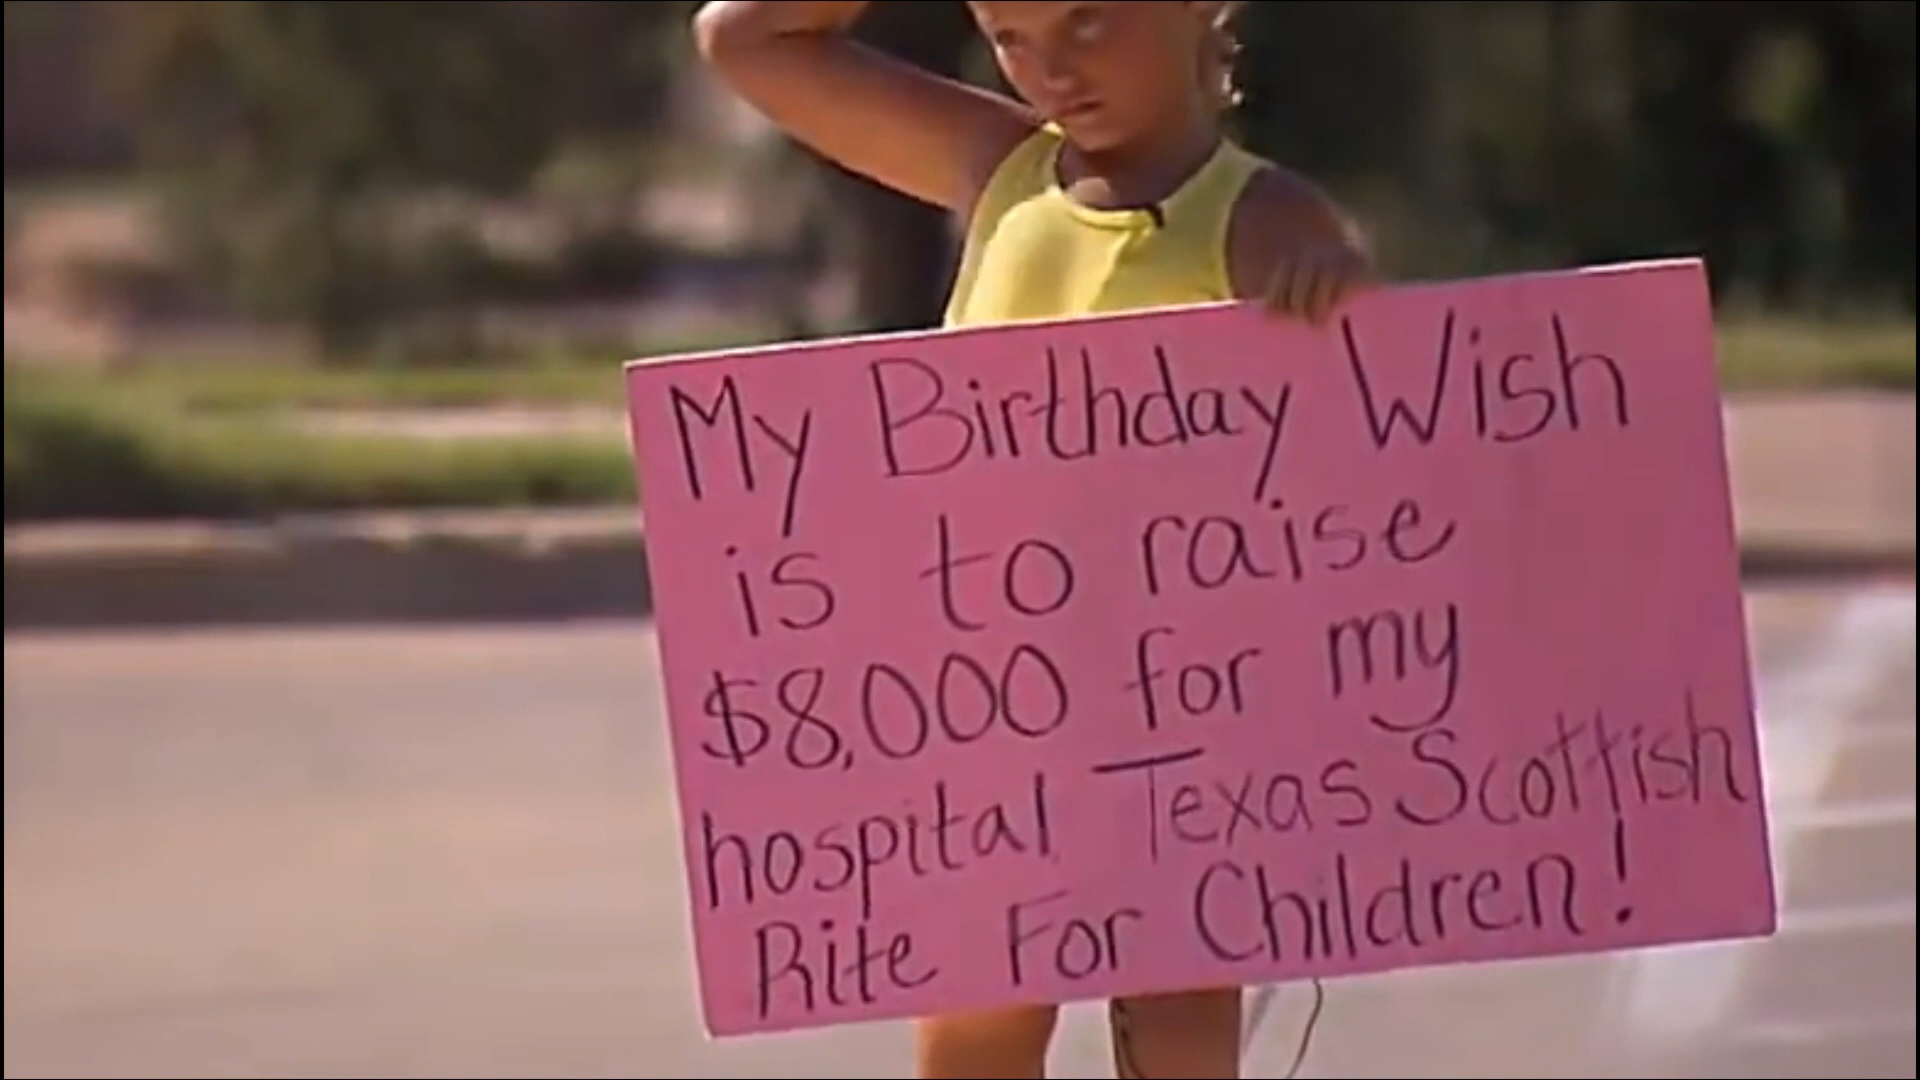 My Birthday Wish
is to raise
$8,000 for my
hospital Texas Scottish
Rite For Children!